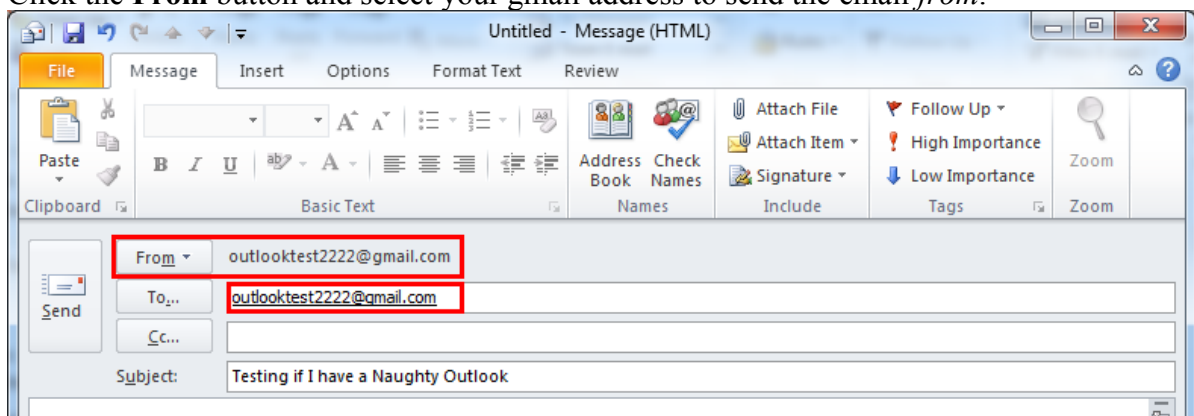 Click the From button and select your gmail address to send the email from.
Untitled - Message (HTML)
File Message Insert Options Format Text Review
Attach File Follow Up
Attach Item High Importance
Paste B I U Address Book Check Names Signature Low Importance Zoom
Clipboard Basic Text Names Include Tags Zoom
From outlooktest2222@gmail.com
Send To... outlooktest2222@gmail.com
Cc...
Subject: Testing if I have a Naughty Outlook